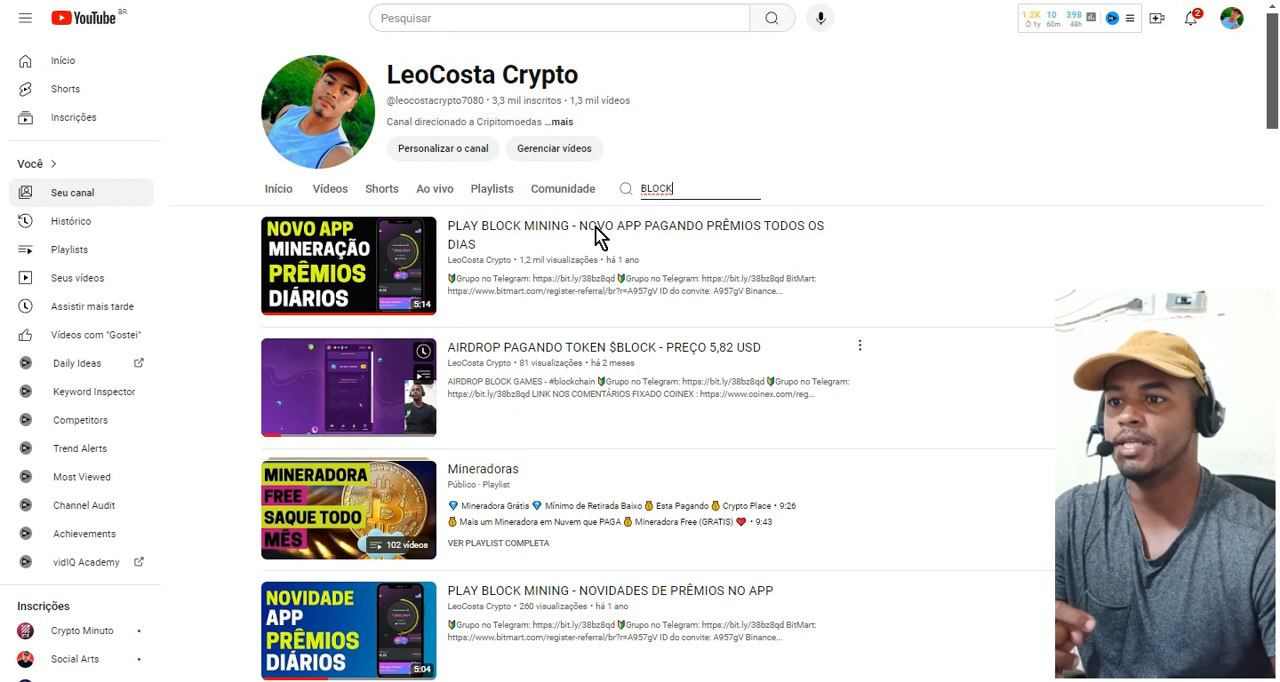 YouTube BR
Pesquisar
1.2K 10 398
1y 60m 48h
2
Início
Shorts
Inscrições
Você
Seu canal
Histórico
Playlists
Seus vídeos
Assistir mais tarde
Vídeos com "Gostei"
Daily Ideas
Keyword Inspector
Competitors
Trend Alerts
Most Viewed
Channel Audit
Achievements
vidIQ Academy
Inscrições
Crypto Minuto
Social Arts
LeoCosta Crypto
@leocostacrypto7080 • 3,3 mil inscritos • 1,3 mil vídeos
Canal direcionado a Criptomoedas ...mais
Personalizar o canal Gerenciar vídeos
Início Vídeos Shorts Ao vivo Playlists Comunidade BLOCK
NOVO APP
MINERAÇÃO
PRÊMIOS
DIÁRIOS
5:14
PLAY BLOCK MINING - NOVO APP PAGANDO PRÊMIOS TODOS OS
DIAS
LeoCosta Crypto • 1,2 mil visualizações • há 1 ano
🔰Grupo no Telegram: https://bit.ly/38bz8qd 🔰Grupo no Telegram: https://bit.ly/38bz8qd BitMart:
https://www.bitmart.com/register-referral/br?r=A957gV ID do convite: A957gV Binance...
AIRDROP PAGANDO TOKEN $BLOCK - PREÇO 5,82 USD
LeoCosta Crypto • 81 visualizações • há 2 meses
AIRDROP BLOCK GAMES - #blockchain 🔰Grupo no Telegram: https://bit.ly/38bz8qd 🔰Grupo no Telegram:
https://bit.ly/38bz8qd LINK NOS COMENTÁRIOS FIXADO COINEX : https://www.coinex.com/reg...
MINERADORA
FREE
SAQUE TODO
MÊS
102 vídeos
Mineradoras
Público · Playlist
💎 Mineradora Grátis 💎 Mínimo de Retirada Baixo 💰 Esta Pagando 💰 Crypto Place • 9:26
💰 Mais um Mineradora em Nuvem que PAGA 💰 Mineradora Free (GRATIS) ❤️ • 9:43
VER PLAYLIST COMPLETA
NOVIDADE
APP
PRÊMIOS
DIÁRIOS
5:04
PLAY BLOCK MINING - NOVIDADES DE PRÊMIOS NO APP
LeoCosta Crypto • 260 visualizações • há 1 ano
🔰Grupo no Telegram: https://bit.ly/38bz8qd 🔰Grupo no Telegram: https://bit.ly/38bz8qd BitMart:
https://www.bitmart.com/register-referral/br?r=A957gV ID do convite: A957gV Binance...